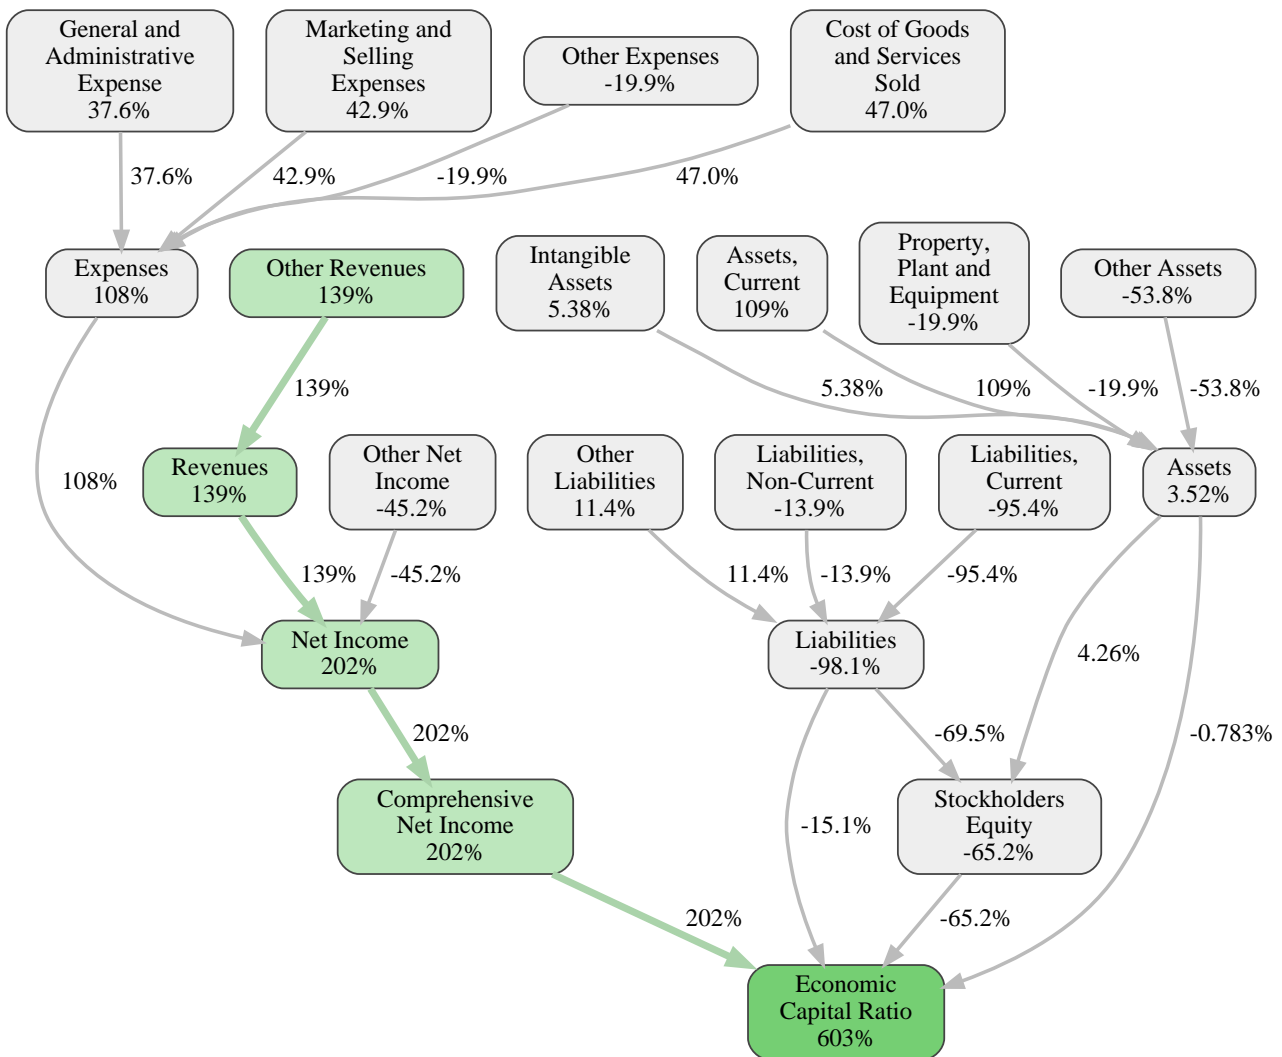 General and
Administrative
Expense
37.6%
Marketing and
Selling
Expenses
42.9%
Other Expenses
-19.9%
Cost of Goods
and Services
Sold
47.0%
37.6%
42.9%
-19.9%
47.0%
Expenses
108%
Other Revenues
139%
Intangible
Assets
5.38%
Assets,
Current
109%
Property,
Plant and
Equipment
-19.9%
Other Assets
-53.8%
139%
5.38%
109%
-19.9%
-53.8%
108%
Revenues
139%
Other Net
Income
-45.2%
Other
Liabilities
11.4%
Liabilities,
Non-Current
-13.9%
Liabilities,
Current
-95.4%
Assets
3.52%
139%
-45.2%
11.4%
-13.9%
-95.4%
Net Income
202%
Liabilities
-98.1%
4.26%
202%
-69.5%
-0.783%
Comprehensive
Net Income
202%
-15.1%
Stockholders
Equity
-65.2%
202%
-65.2%
Economic
Capital Ratio
603%